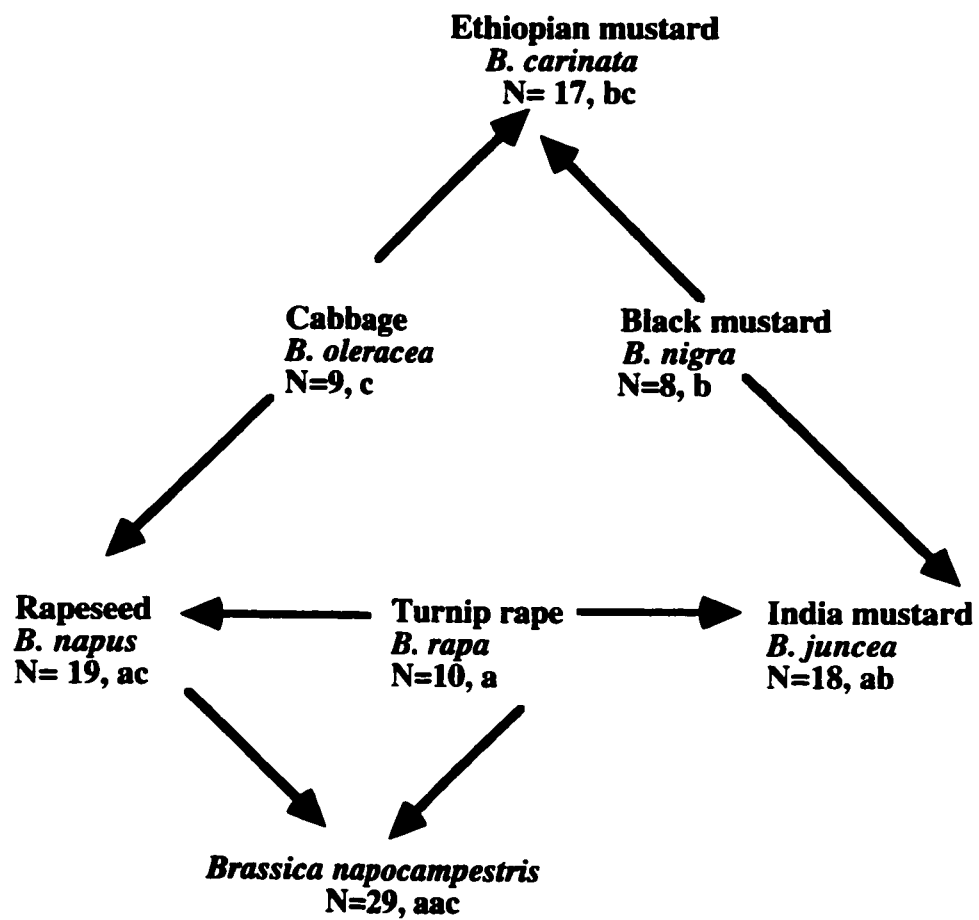 Ethiopian mustard
B. carinata
N= 17, bc
Cabbage
B. oleracea
N=9, c
Black mustard
B. nigra
N=8, b
Rapeseed
B. napus
N= 19, ac
Turnip rape
B. rapa
N=10, a
India mustard
B. juncea
N=18, ab
Brassica napocampestris
N=29, aac